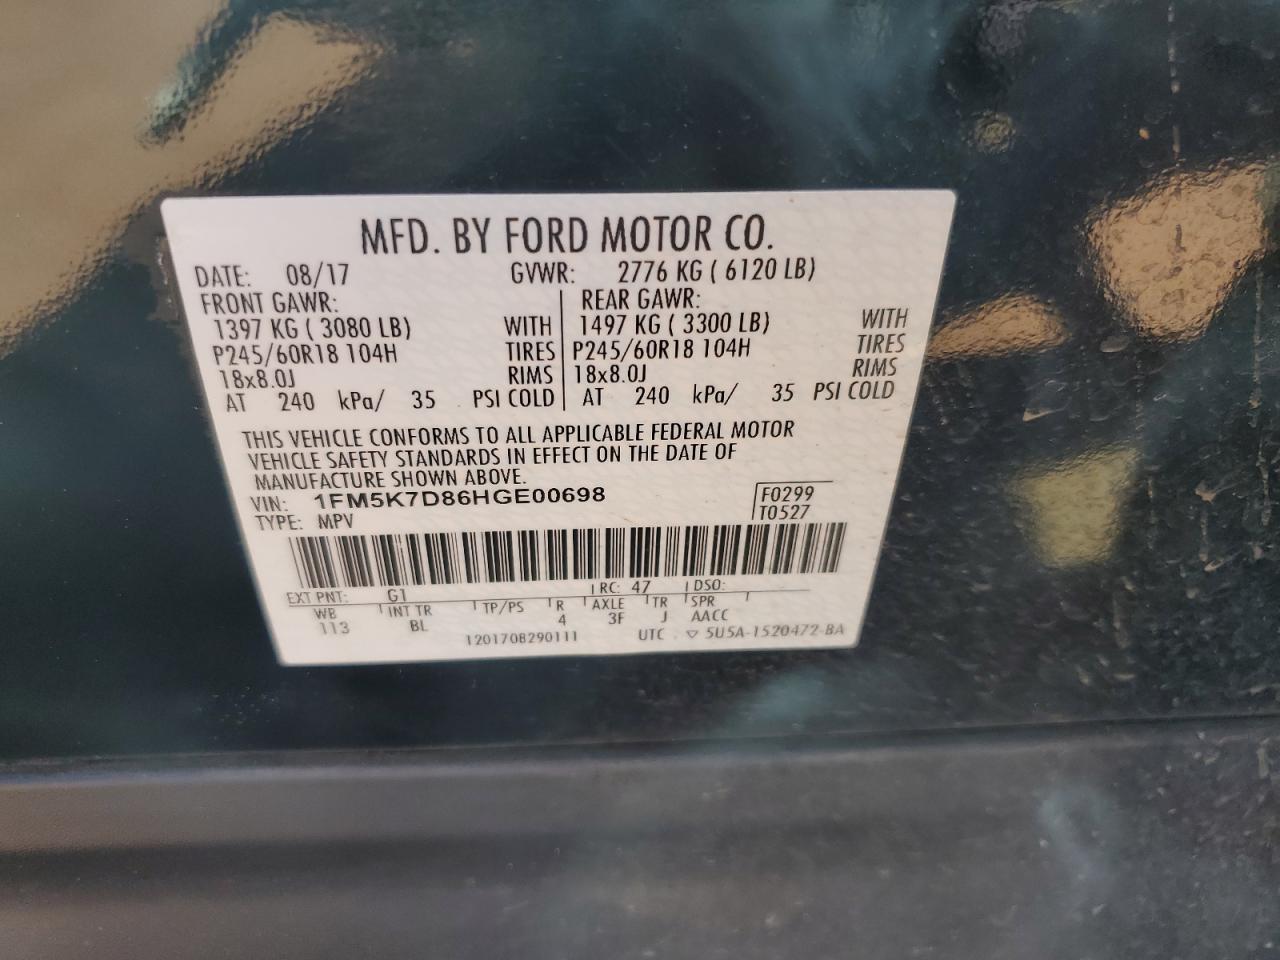 MFD. BY FORD MOTOR CO.
DATE: 08/17 GVWR: 2776 KG ( 6120 LB)
FRONT GAWR: REAR GAWR:
1397 KG ( 3080 LB) WITH 1497 KG ( 3300 LB) WITH
P245/60R18 104H TIRES P245/60R18 104H TIRES
18x8.0J RIMS 18x8.0J RIMS
AT 240 kPa/ 35 PSI COLD AT 240 kPa/ 35 PSI COLD
THIS VEHICLE CONFORMS TO ALL APPLICABLE FEDERAL MOTOR
VEHICLE SAFETY STANDARDS IN EFFECT ON THE DATE OF
MANUFACTURE SHOWN ABOVE.
VIN: 1FM5K7D86HGE00698 F0299
TYPE: MPV T0527
EXT PNT: G1 RC: 47 DSO:
WB INT TR TP/PS R AXLE TR SPR
113 BL 4 3F J AACC
1201708290111 UTC ▽ 5U5A-1520472-BA